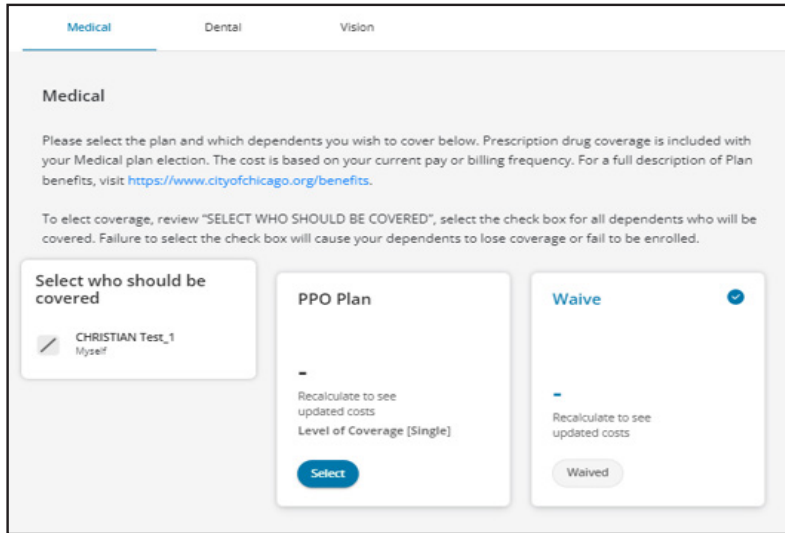 Medical Dental Vision
Medical
Please select the plan and which dependents you wish to cover below. Prescription drug coverage is included with
your Medical plan election. The cost is based on your current pay or billing frequency. For a full description of Plan
benefits, visit https://www.cityofchicago.org/benefits.
To elect coverage, review “SELECT WHO SHOULD BE COVERED”, select the check box for all dependents who will be
covered. Failure to select the check box will cause your dependents to lose coverage or fail to be enrolled.
Select who should be
covered
CHRISTIAN Test_1
Myself
PPO Plan
-
Recalculate to see
updated costs
Level of Coverage [Single]
Select
Waive
-
Recalculate to see
updated costs
Waived